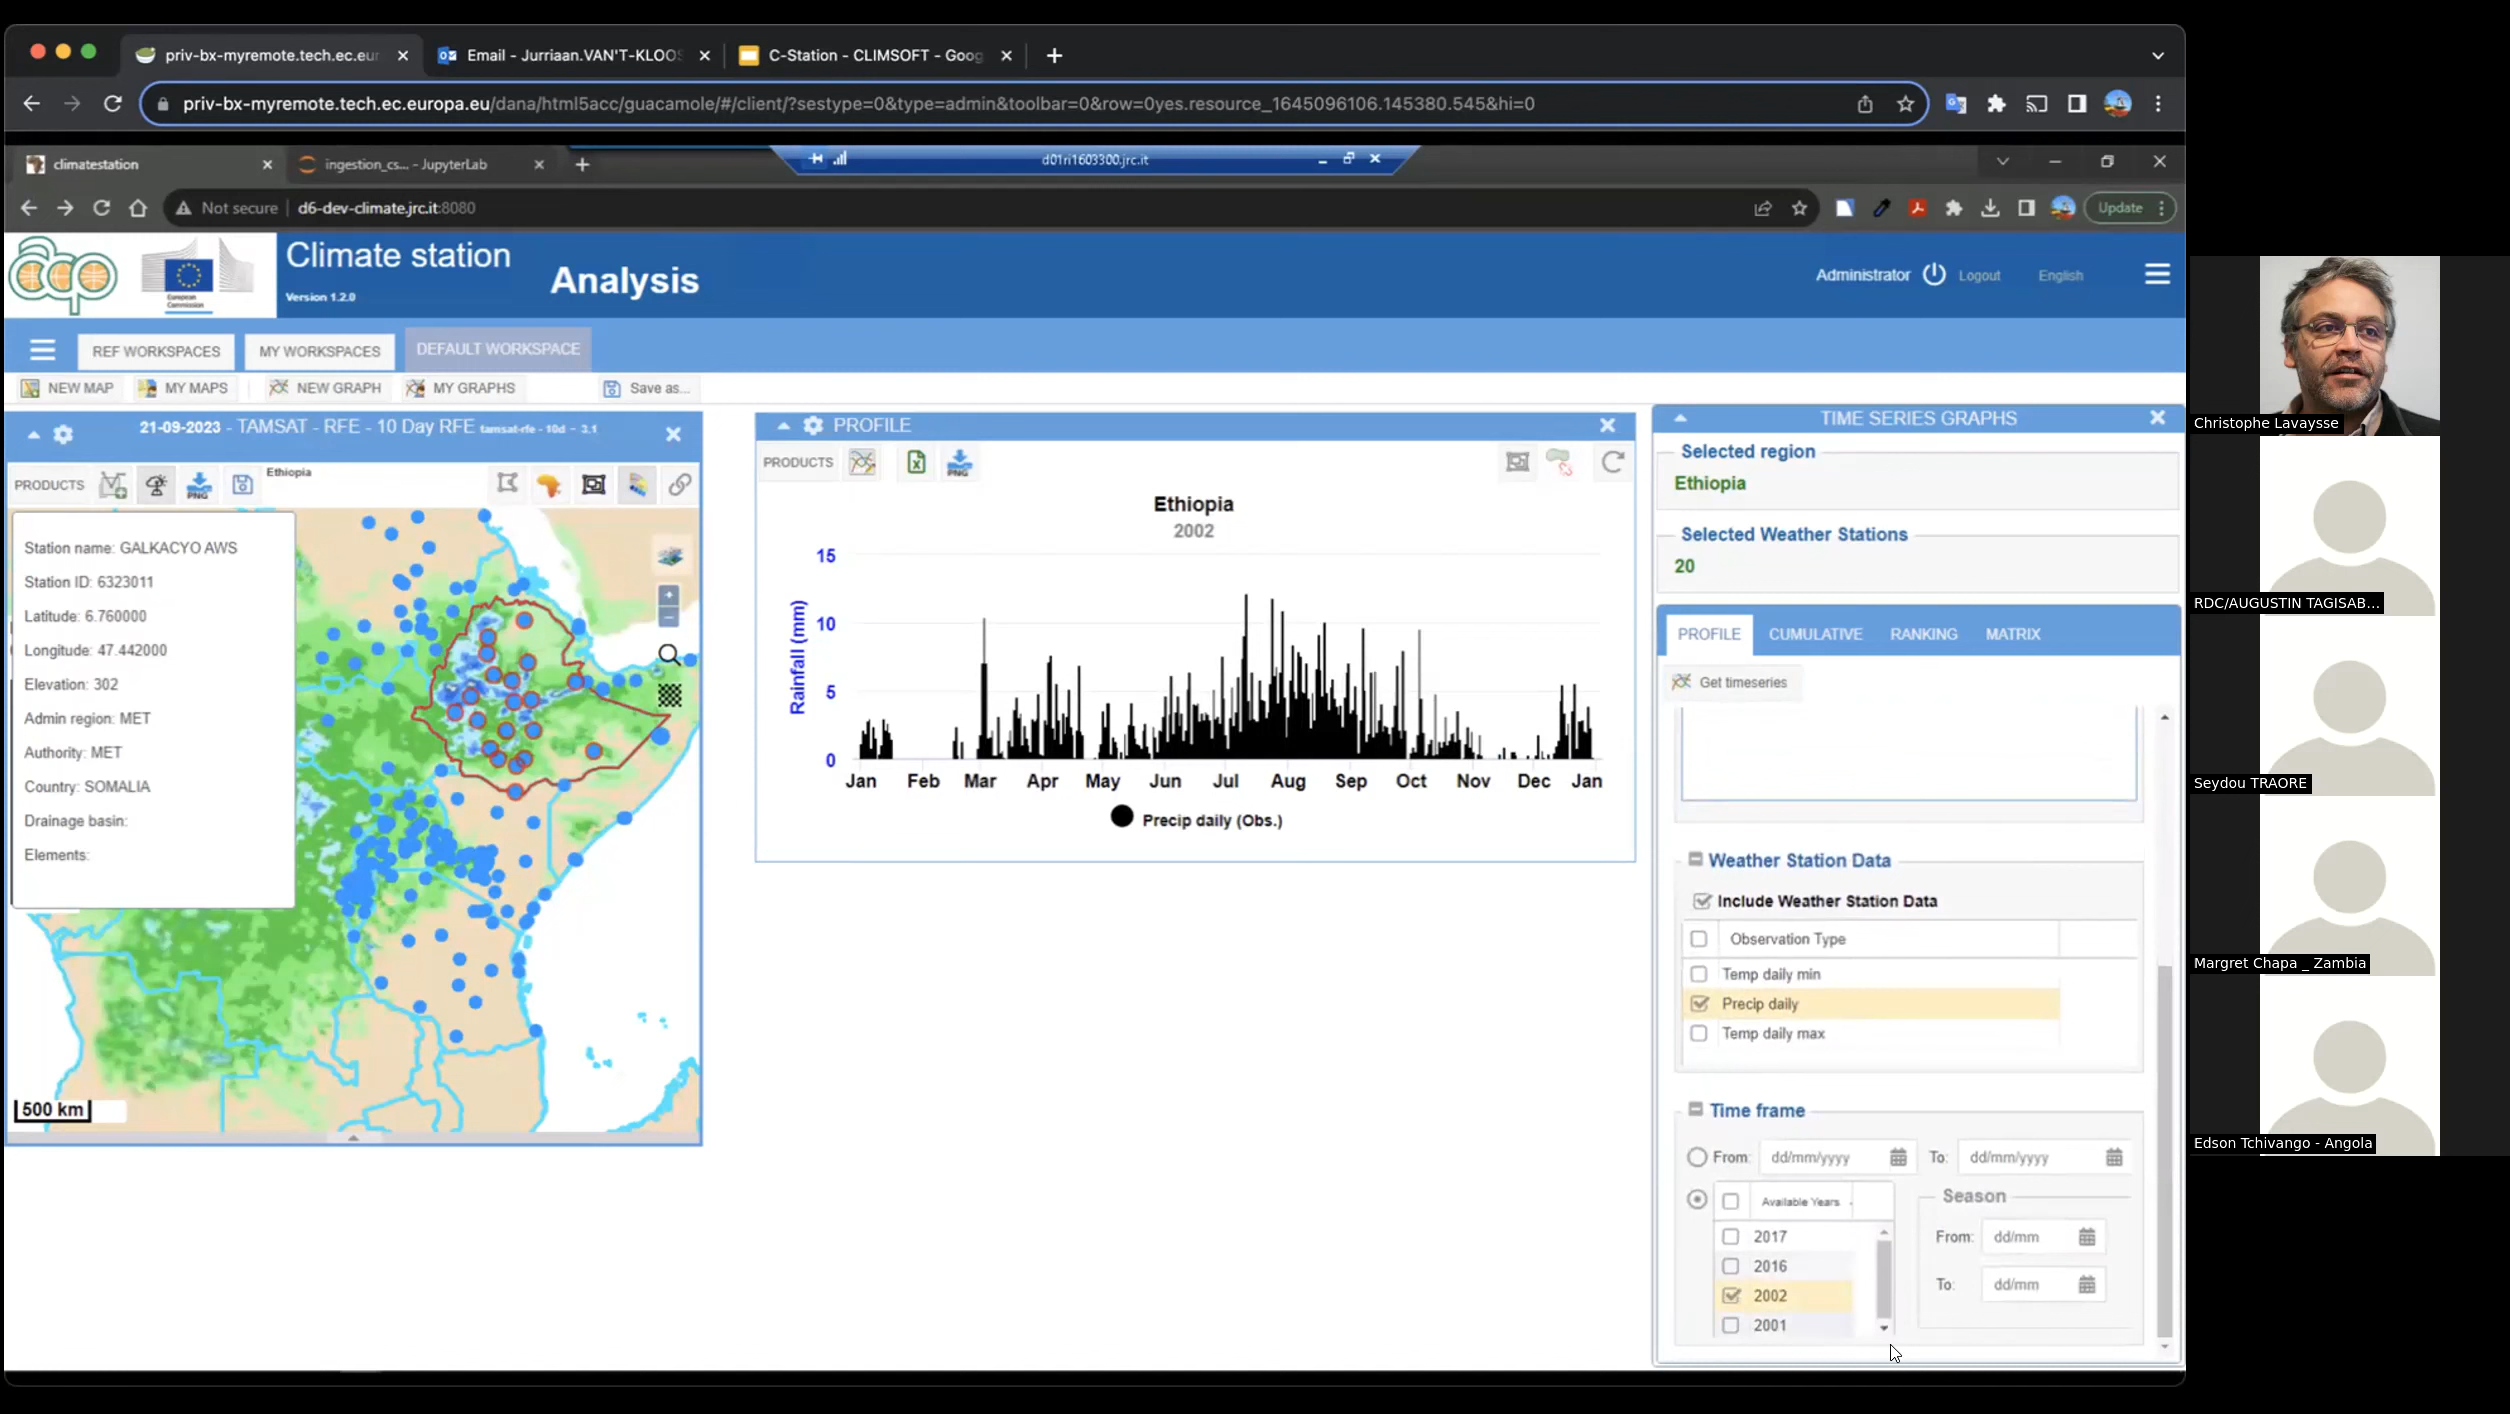 priv-bx-myremote.tech.ec.eur
Email - Jurriaan.VAN'T-KLOOS
C-Station - CLIMSOFT - Goog
priv-bx-myremote.tech.ec.europa.eu/dana/html5acc/guacamole/#/client/?sestype=0&type=admin&toolbar=0&row=0yes.resource_1645096106.145380.545&hi=0
climatestation
ingestion_cs... - JupyterLab
d01ri1603300.jrc.it
Not secure
d6-dev-climate.jrc.it:8080
Update
acp
European
Commission
Climate station
Version 1.2.0
Analysis
Administrator
Logout
English
REF WORKSPACES
MY WORKSPACES
DEFAULT WORKSPACE
NEW MAP
MY MAPS
NEW GRAPH
MY GRAPHS
Save as...
21-09-2023 - TAMSAT - RFE - 10 Day RFE tamsat-rfe - 10d - 3.1
PRODUCTS
PNG
Ethiopia
Station name: GALKACYO AWS
Station ID: 6323011
Latitude: 6.760000
Longitude: 47.442000
Elevation: 302
Admin region: MET
Authority: MET
Country: SOMALIA
Drainage basin:
Elements:
500 km
PROFILE
PRODUCTS
PNG
Ethiopia
2002
Rainfall (mm)
15
10
5
0
Jan Feb Mar Apr May Jun Jul Aug Sep Oct Nov Dec Jan
Precip daily (Obs.)
TIME SERIES GRAPHS
Selected region
Ethiopia
Selected Weather Stations
20
PROFILE
CUMULATIVE
RANKING
MATRIX
Get timeseries
Weather Station Data
Include Weather Station Data
Observation Type
Temp daily min
Precip daily
Temp daily max
Time frame
From: dd/mm/yyyy To: dd/mm/yyyy
Available Years
2017
2016
2002
2001
Season
From: dd/mm
To: dd/mm
Christophe Lavaysse
RDC/AUGUSTIN TAGISAB...
Seydou TRAORE
Margret Chapa _ Zambia
Edson Tchivango - Angola